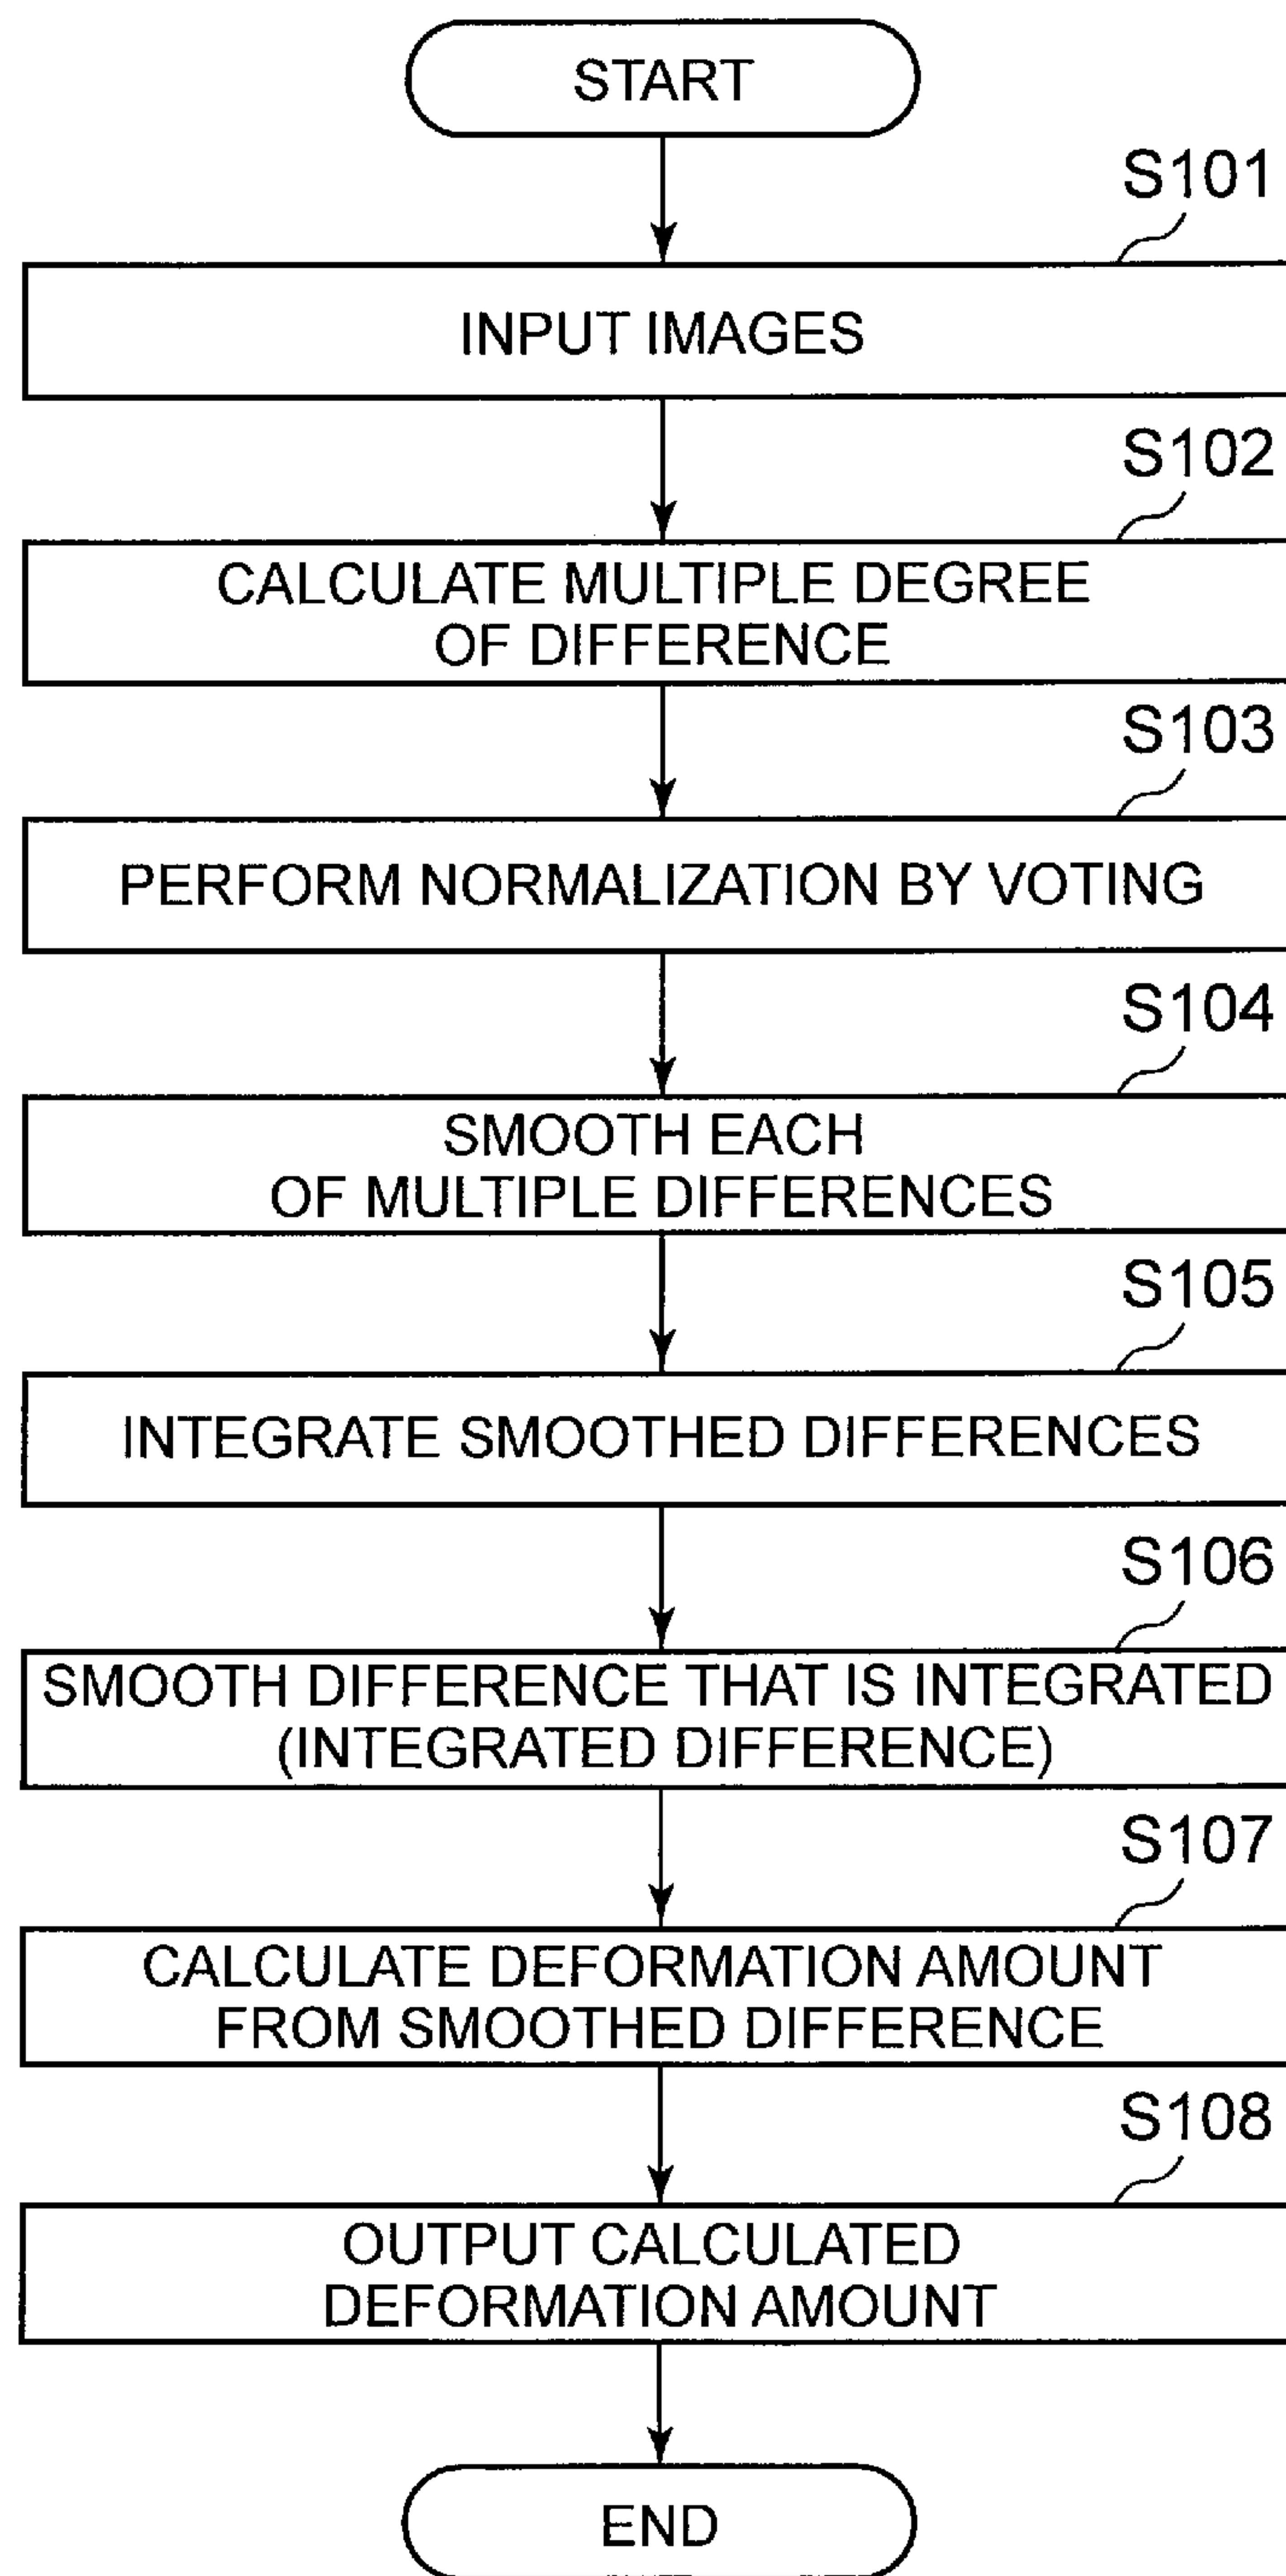 START
S101
INPUT IMAGES
S102
CALCULATE MULTIPLE DEGREE
OF DIFFERENCE
S103
PERFORM NORMALIZATION BY VOTING
S104
SMOOTH EACH
OF MULTIPLE DIFFERENCES
S105
INTEGRATE SMOOTHED DIFFERENCES
S106
SMOOTH DIFFERENCE THAT IS INTEGRATED
(INTEGRATED DIFFERENCE)
S107
CALCULATE DEFORMATION AMOUNT
FROM SMOOTHED DIFFERENCE
S108
OUTPUT CALCULATED
DEFORMATION AMOUNT
END